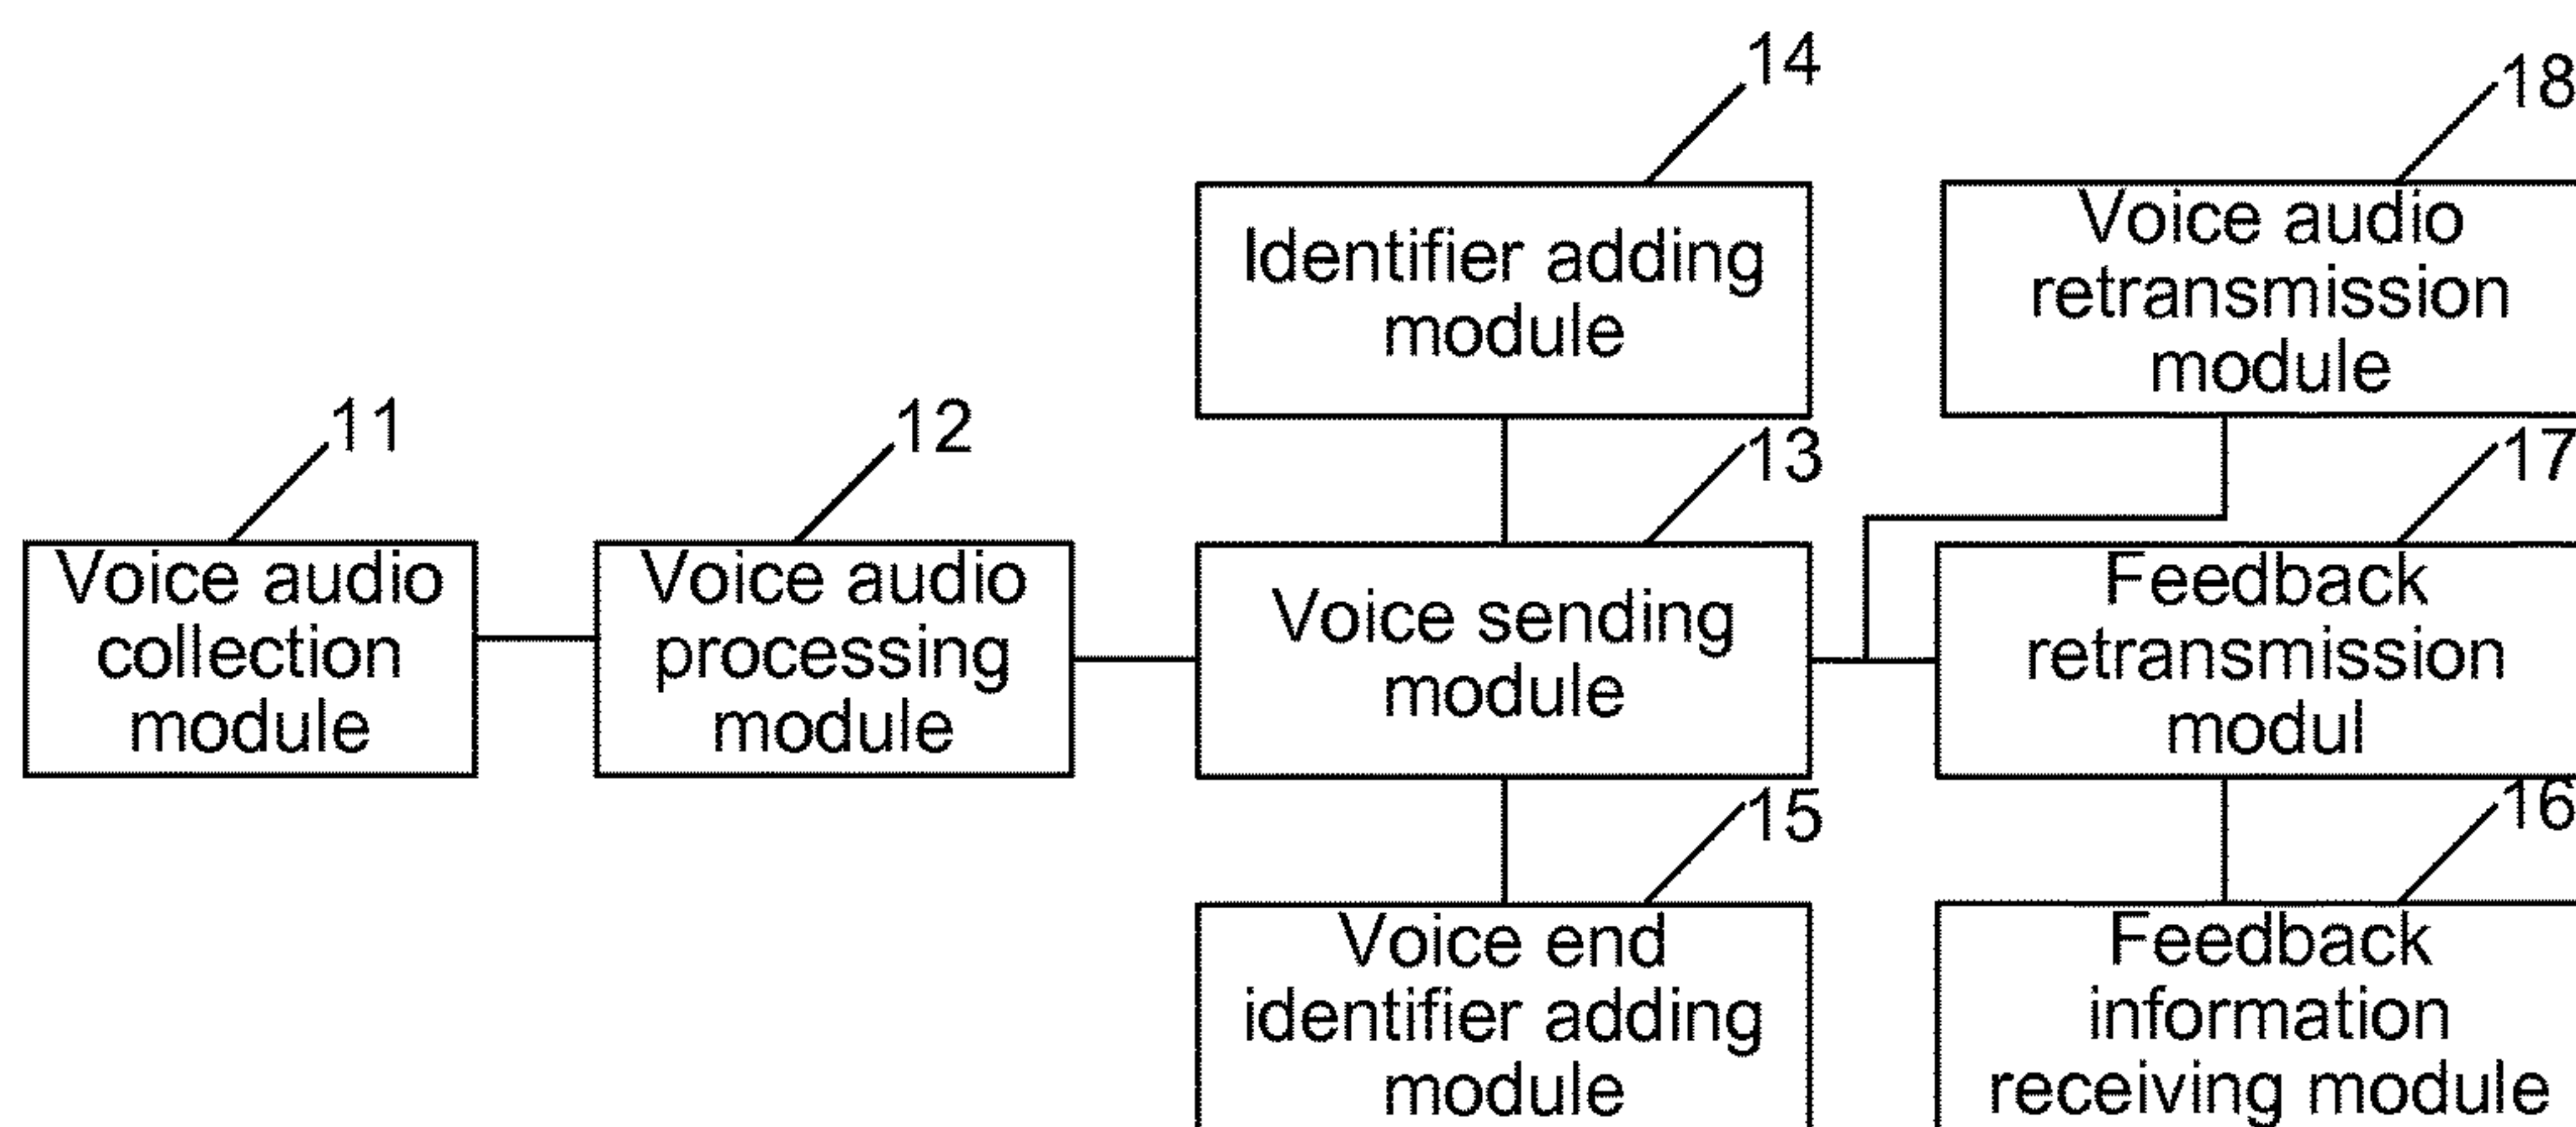 14
18
Identifier adding
module
Voice audio
retransmission
module
11
12
13
17
Voice audio
collection
module
Voice audio
processing
module
Voice sending
module
Feedback
retransmission
modul
15
16
Voice end
identifier adding
module
Feedback
information
receiving module